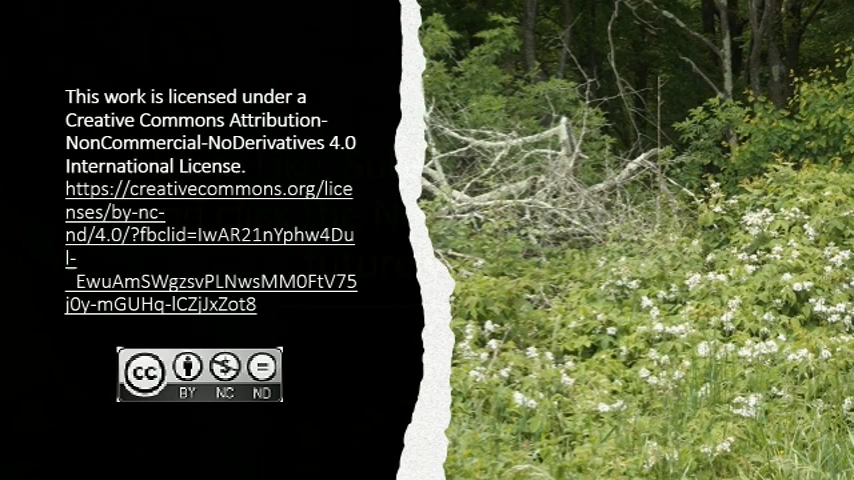 This work is licensed under a
Creative Commons Attribution-
NonCommercial-NoDerivatives 4.0
International License.
https://creativecommons.org/lice
nses/by-nc-
nd/4.0/?fbclid=IwAR21nYphw4Du
l-
_EwuAmSWgzsvPLNwsMM0FtV75
j0y-mGUHq-lCZjJxZot8
cc
BY NC ND